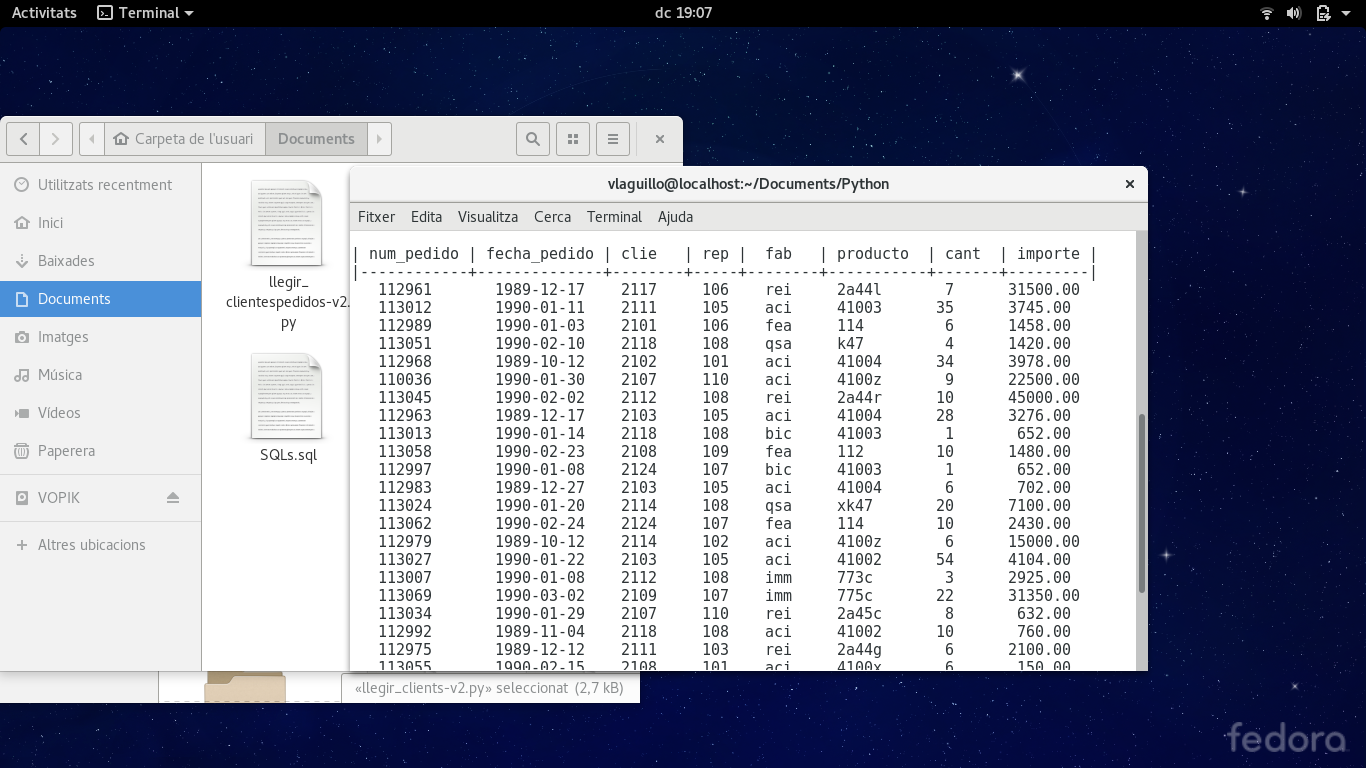 Activitats Terminal dc 19:07
Carpeta de l'usuari Documents
Utilitzats recentment
Inici
Baixades
Documents
Imatges
Música
Vídeos
Paperera
VOPIK
+ Altres ubicacions
llegir_
clientespedidos-v2.
py
SQLs.sql
vlaguillo@localhost:~/Documents/Python
Fitxer Edita Visualitza Cerca Terminal Ajuda
| num_pedido | fecha_pedido | clie | rep | fab | producto | cant | importe |
|------------+--------------+--------+-----+--------+-----------+-------+---------|
112961 1989-12-17 2117 106 rei 2a44l 7 31500.00
113012 1990-01-11 2111 105 aci 41003 35 3745.00
112989 1990-01-03 2101 106 fea 114 6 1458.00
113051 1990-02-10 2118 108 qsa k47 4 1420.00
112968 1989-10-12 2102 101 aci 41004 34 3978.00
110036 1990-01-30 2107 110 aci 4100z 9 22500.00
113045 1990-02-02 2112 108 rei 2a44r 10 45000.00
112963 1989-12-17 2103 105 aci 41004 28 3276.00
113013 1990-01-14 2118 108 bic 41003 1 652.00
113058 1990-02-23 2108 109 fea 112 10 1480.00
112997 1990-01-08 2124 107 bic 41003 1 652.00
112983 1989-12-27 2103 105 aci 41004 6 702.00
113024 1990-01-20 2114 108 qsa xk47 20 7100.00
113062 1990-02-24 2124 107 fea 114 10 2430.00
112979 1989-10-12 2114 102 aci 4100z 6 15000.00
113027 1990-01-22 2103 105 aci 41002 54 4104.00
113007 1990-01-08 2112 108 imm 773c 3 2925.00
113069 1990-03-02 2109 107 imm 775c 22 31350.00
113034 1990-01-29 2107 110 rei 2a45c 8 632.00
112992 1989-11-04 2118 108 aci 41002 10 760.00
112975 1989-12-12 2111 103 rei 2a44g 6 2100.00
113055 1990-02-15 2108 101 aci 4100x 6 150.00
«llegir_clients-v2.py» seleccionat (2,7 kB)
fedora